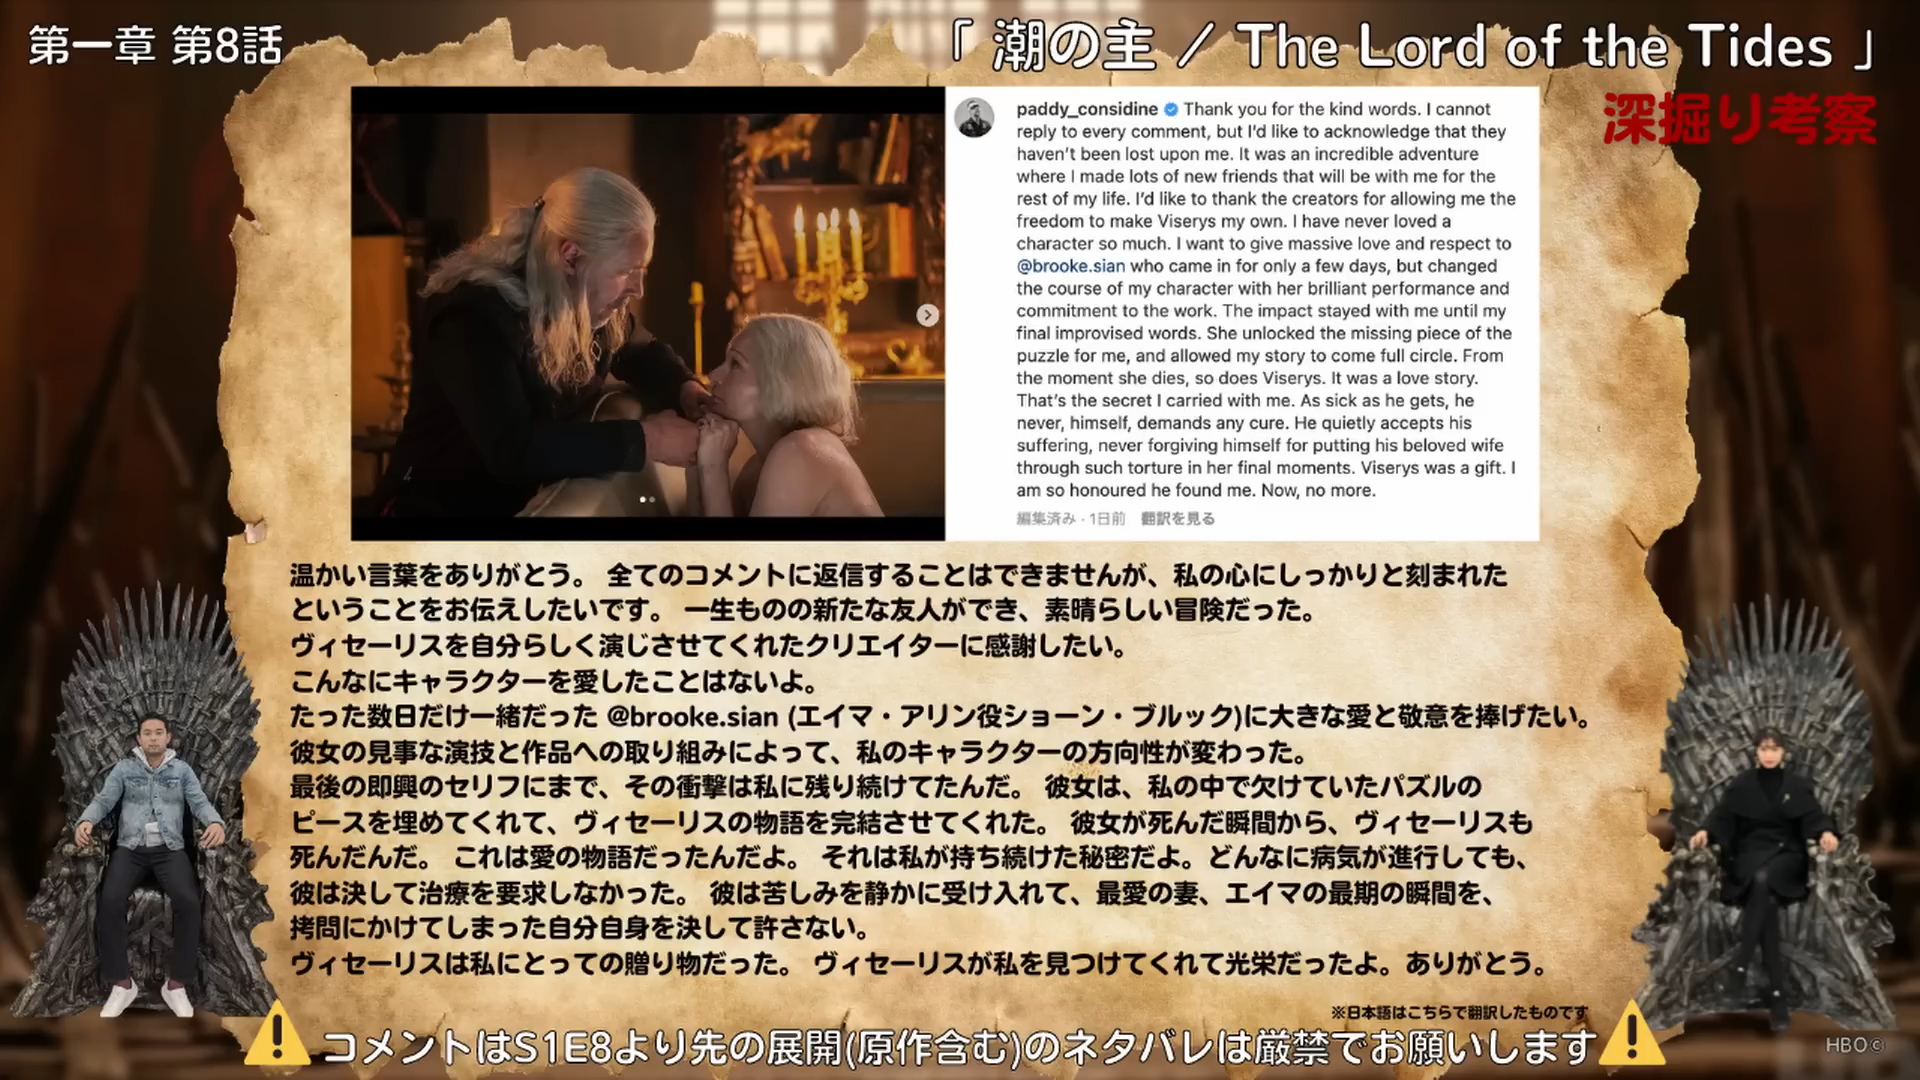 第一章 第8話
「 潮の主 ／ The Lord of the Tides 」
深掘り考察
paddy_considine Thank you for the kind words. I cannot
reply to every comment, but I'd like to acknowledge that they
haven't been lost upon me. It was an incredible adventure
where I made lots of new friends that will be with me for the
rest of my life. I'd like to thank the creators for allowing me the
freedom to make Viserys my own. I have never loved a
character so much. I want to give massive love and respect to
@brooke.sian who came in for only a few days, but changed
the course of my character with her brilliant performance and
commitment to the work. The impact stayed with me until my
final improvised words. She unlocked the missing piece of the
puzzle for me, and allowed my story to come full circle. From
the moment she dies, so does Viserys. It was a love story.
That's the secret I carried with me. As sick as he gets, he
never, himself, demands any cure. He quietly accepts his
suffering, never forgiving himself for putting his beloved wife
through such torture in her final moments. Viserys was a gift. I
am so honoured he found me. Now, no more.
編集済み · 1日前 翻訳を見る
温かい言葉をありがとう。 全てのコメントに返信することはできませんが、私の心にしっかりと刻まれた
ということをお伝えしたいです。 一生ものの新たな友人ができ、素晴らしい冒険だった。
ヴィセーリスを自分らしく演じさせてくれたクリエイターに感謝したい。
こんなにキャラクターを愛したことはないよ。
たった数日だけ一緒だった @brooke.sian (エイマ・アリン役ショーン・ブルック)に大きな愛と敬意を捧げたい。
彼女の見事な演技と作品への取り組みによって、私のキャラクターの方向性が変わった。
最後の即興のセリフにまで、その衝撃は私に残り続けてたんだ。 彼女は、私の中で欠けていたパズルの
ピースを埋めてくれて、ヴィセーリスの物語を完結させてくれた。 彼女が死んだ瞬間から、ヴィセーリスも
死んだんだ。 これは愛の物語だったんだよ。 それは私が持ち続けた秘密だよ。どんなに病気が進行しても、
彼は決して治療を要求しなかった。 彼は苦しみを静かに受け入れて、最愛の妻、エイマの最期の瞬間を、
拷問にかけてしまった自分自身を決して許さない。
ヴィセーリスは私にとっての贈り物だった。 ヴィセーリスが私を見つけてくれて光栄だったよ。ありがとう。
※日本語はこちらで翻訳したものです
コメントはS1E8より先の展開(原作含む)のネタバレは厳禁でお願いします
HBO©